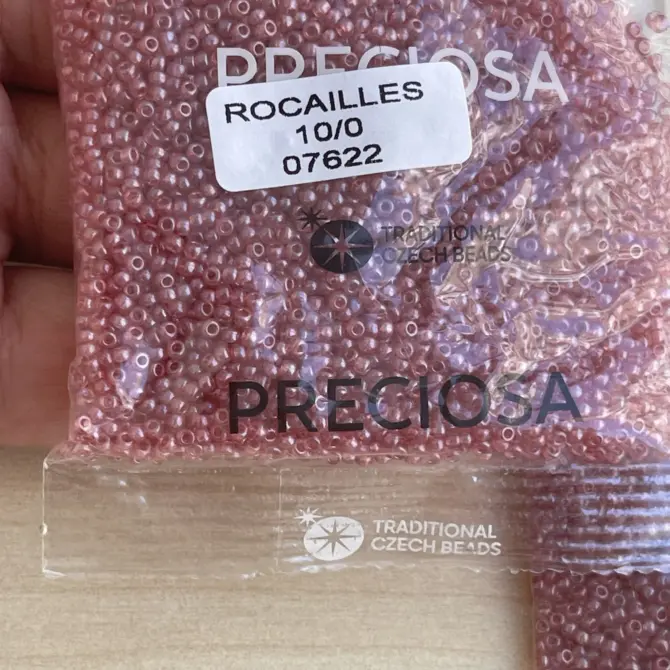 PRECIOSA
ROCAILLES
10/0
07622
TRADITIONAL
CZECH BEADS
PRECIOSA
TRADITIONAL
CZECH BEADS